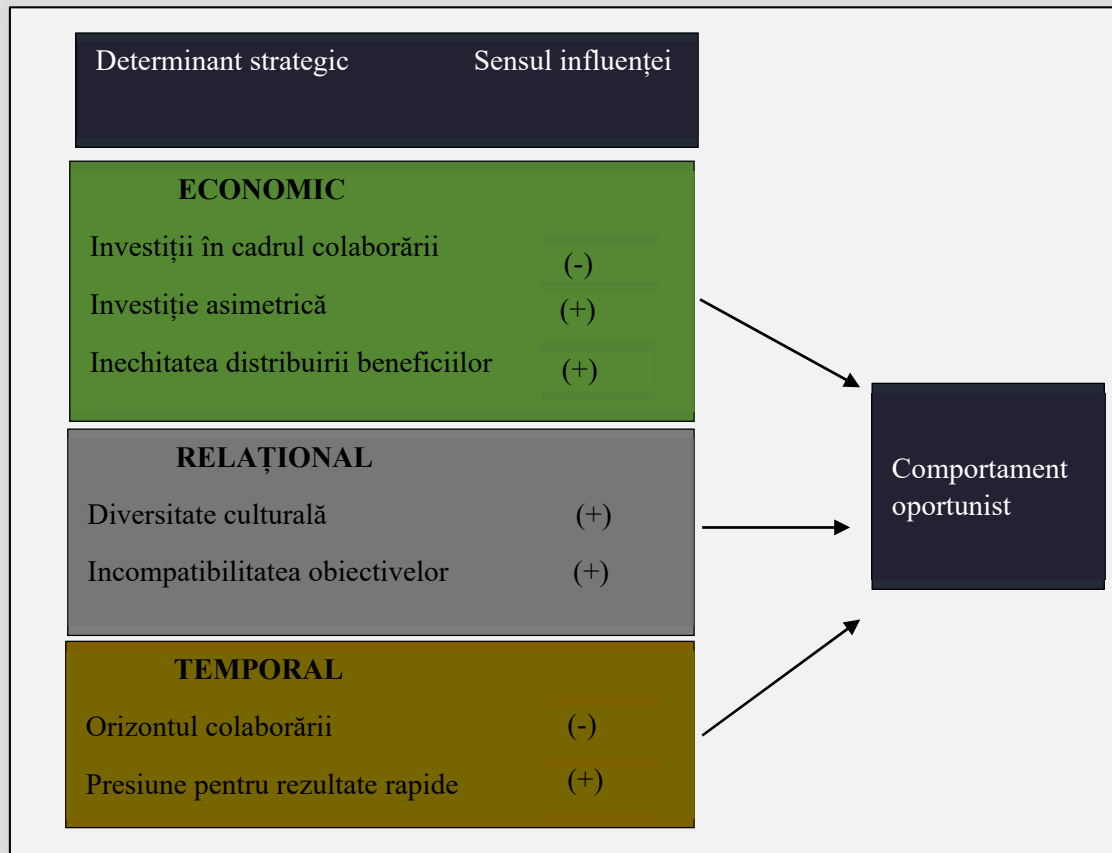 Determinant strategic Sensul influenței
ECONOMIC
Investiții în cadrul colaborării (-)
Investiție asimetrică (+)
Inechitatea distribuirii beneficiilor (+)
RELAȚIONAL
Diversitate culturală (+)
Incompatibilitatea obiectivelor (+)
TEMPORAL
Orizontul colaborării (-)
Presiune pentru rezultate rapide (+)
Comportament
oportunist